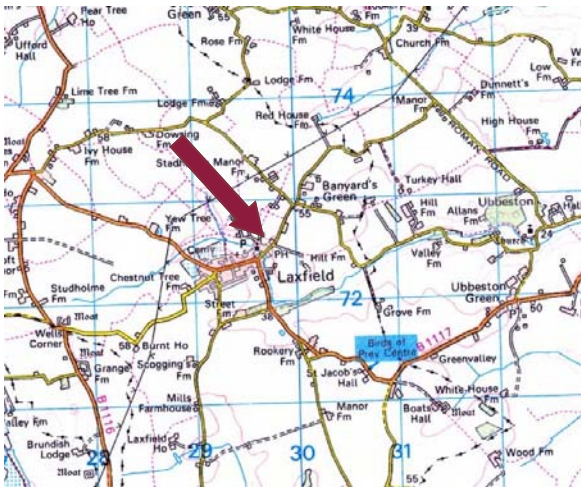 Pear Tree
Ho
Green
55
White House
Fm
39
Ufford
Hall
Rose Fm
Church Fm
Lodge Fm
Low
Fm
Lime Tree Fm
74
Dunnett's
Fm
Lodge Fm
Manor
Fm
Red House
Fm
High House
Fm
Moat
58
Dowsing
Fm
ROMAN ROAD
Ivy House
Fm
Manor
Fm
Turkey Hall
Banyard's
Green
Ubbeston
55
Hill
Fm
Allans
Fm
Hall
Yew Tree
Fm
24
Cemy
P
PH
Hill Fm
Valley
Fm
Chestnut Tree
Fm
Laxfield
Ubbeston
Green
Studholme
Fm
72
Street
Fm
38
Grove Fm
P
50
Moat
Wells
Corner
Birds of
Prey Centre
B1117
58
Burnt Ho
Rookery
Fm
Greenvalley
Moat
Grange
Fm
Scogging's
Fm
St Jacob's
Hall
White House
Fm
B1116
Mills
Farmhouse
Manor
Fm
Boats
Hall
Moat
Laxfield
Ho
Brundish
Lodge
28
29
30
31
Wood Fm
Moat
55